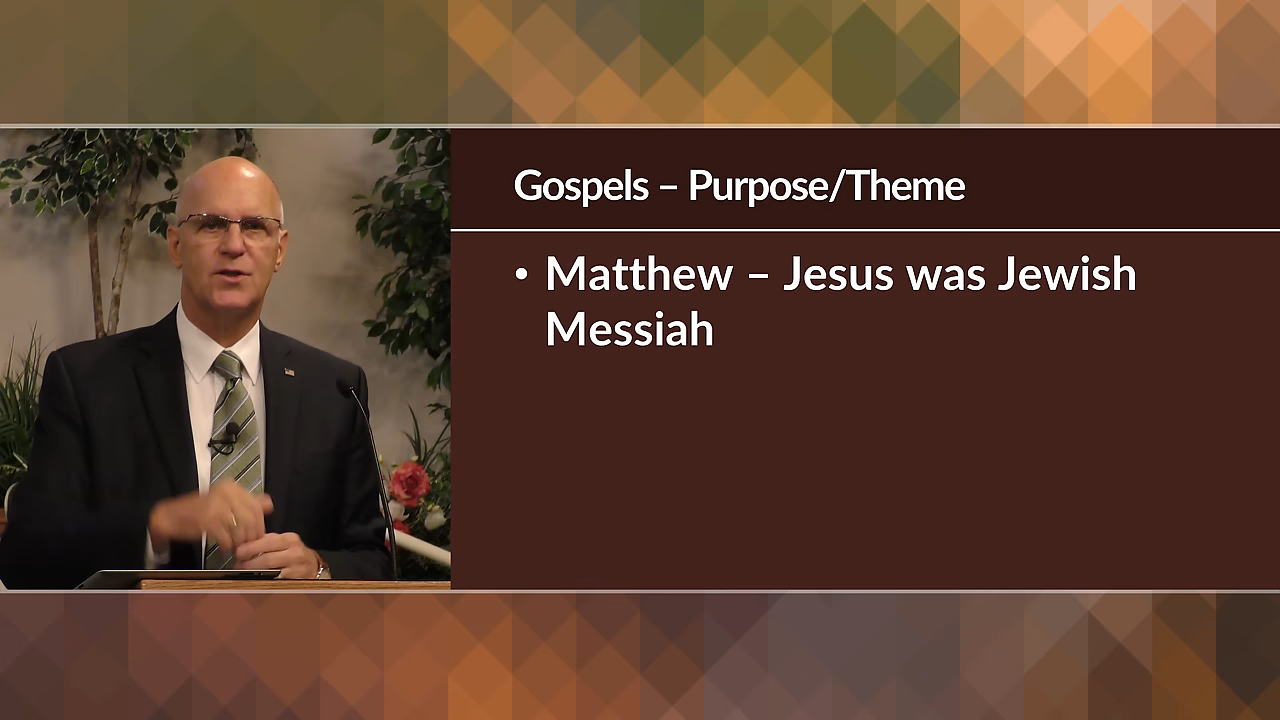 Gospels – Purpose/Theme
• Matthew – Jesus was Jewish
Messiah